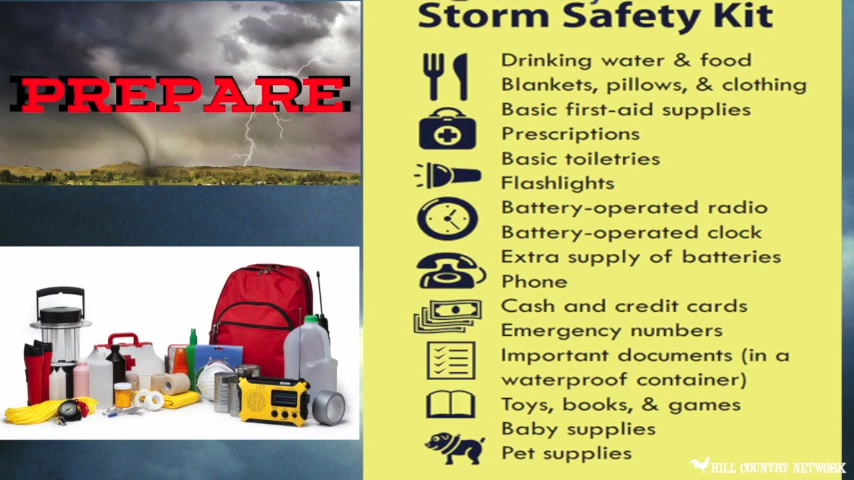 PREPARE
Storm Safety Kit
Drinking water & food
Blankets, pillows, & clothing
Basic first-aid supplies
Prescriptions
Basic toiletries
Flashlights
Battery-operated radio
Battery-operated clock
Extra supply of batteries
Phone
Cash and credit cards
Emergency numbers
Important documents (in a
waterproof container)
Toys, books, & games
Baby supplies
Pet supplies
HILL COUNTRY NETWORK